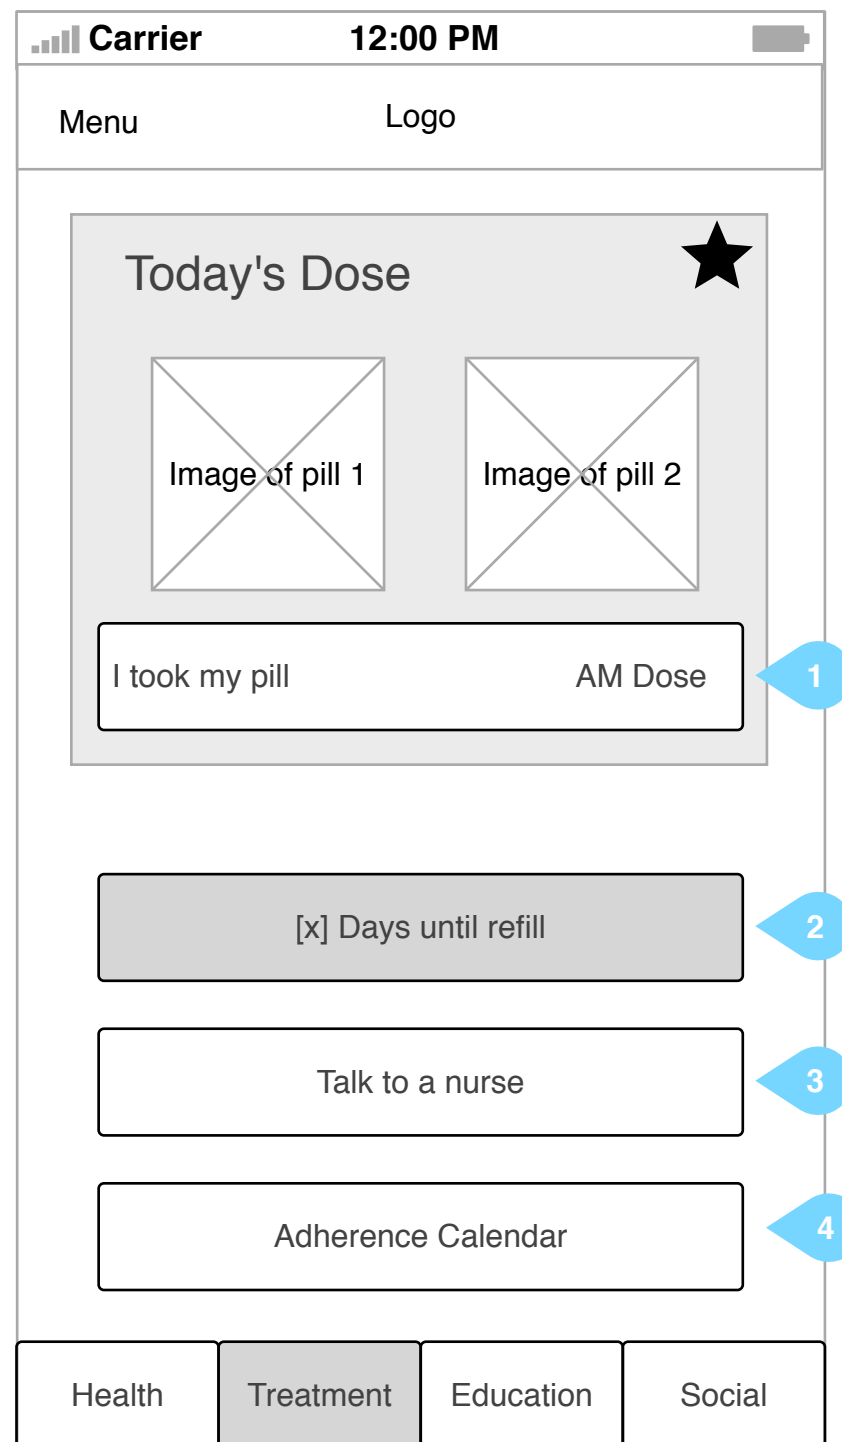 Carrier 12:00 PM
Menu Logo
Today's Dose
Image of pill 1 Image of pill 2
I took my pill AM Dose 1
[x] Days until refill 2
Talk to a nurse 3
Adherence Calendar 4
Health Treatment Education Social